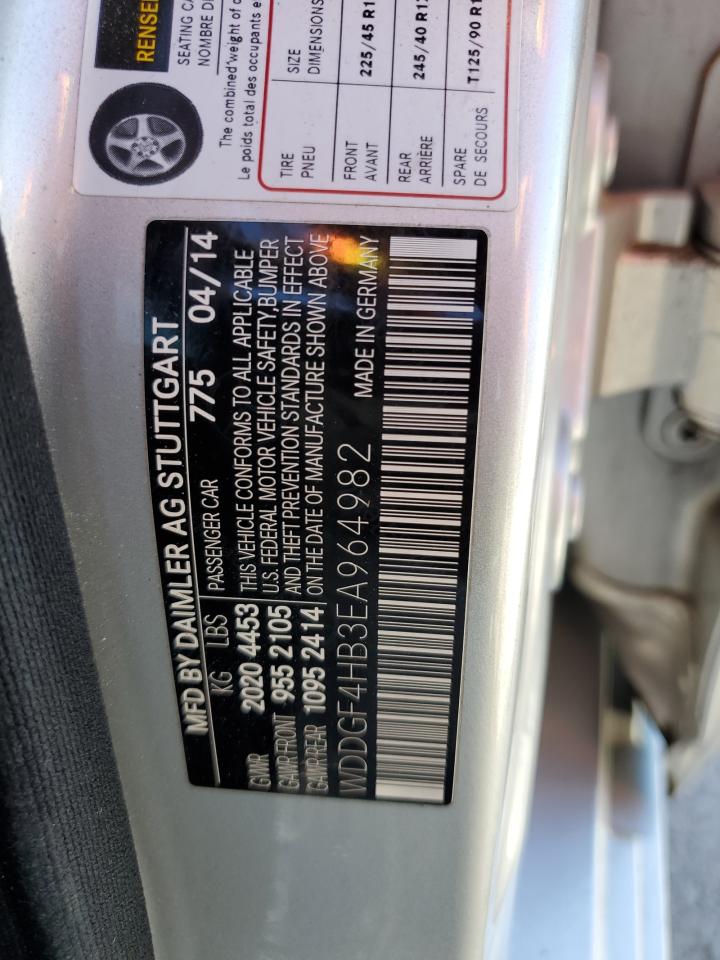 RENSEI
SEATING CA
NOMBRE DE
The combined weight of
Le poids total des occupants e
TIRE SIZE
PNEU DIMENSIONS
FRONT 225/45 R1
AVANT
REAR 245/40 R1
ARRIÈRE
SPARE T125/90 R1
DE SECOURS
MFD BY DAIMLER AG STUTTGART
KG LBS PASSENGER CAR 775 04/14
GVWR 2020 4453 THIS VEHICLE CONFORMS TO ALL APPLICABLE
GAWR-FRONT 955 2105 U.S. FEDERAL MOTOR VEHICLE SAFETY,BUMPER
GAWR-REAR 1095 2414 AND THEFT PREVENTION STANDARDS IN EFFECT
ON THE DATE OF MANUFACTURE SHOWN ABOVE
WDDGF4HB3EA964982 MADE IN GERMANY